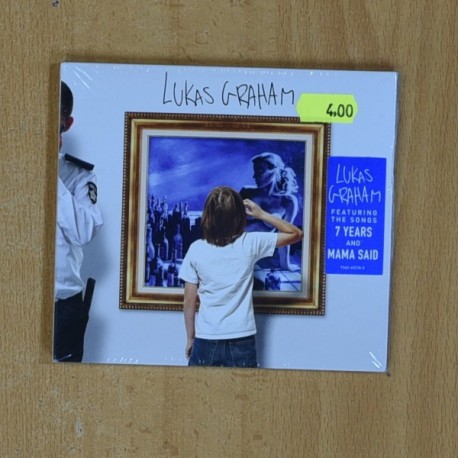 LUKAS GRAHAM
4,00
LUKAS
GRAHAM
FEATURING
THE SONGS
7 YEARS
AND
MAMA SAID